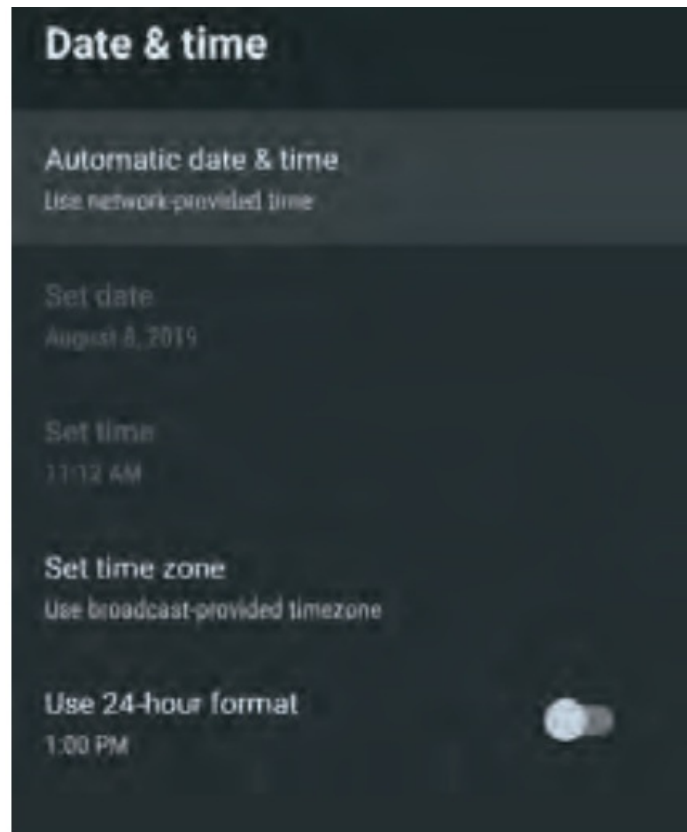 Date & time
Automatic date & time
Use network-provided time
Set date
August 8, 2019
Set time
11:12 AM
Set time zone
Use broadcast-provided timezone
Use 24-hour format
1:00 PM